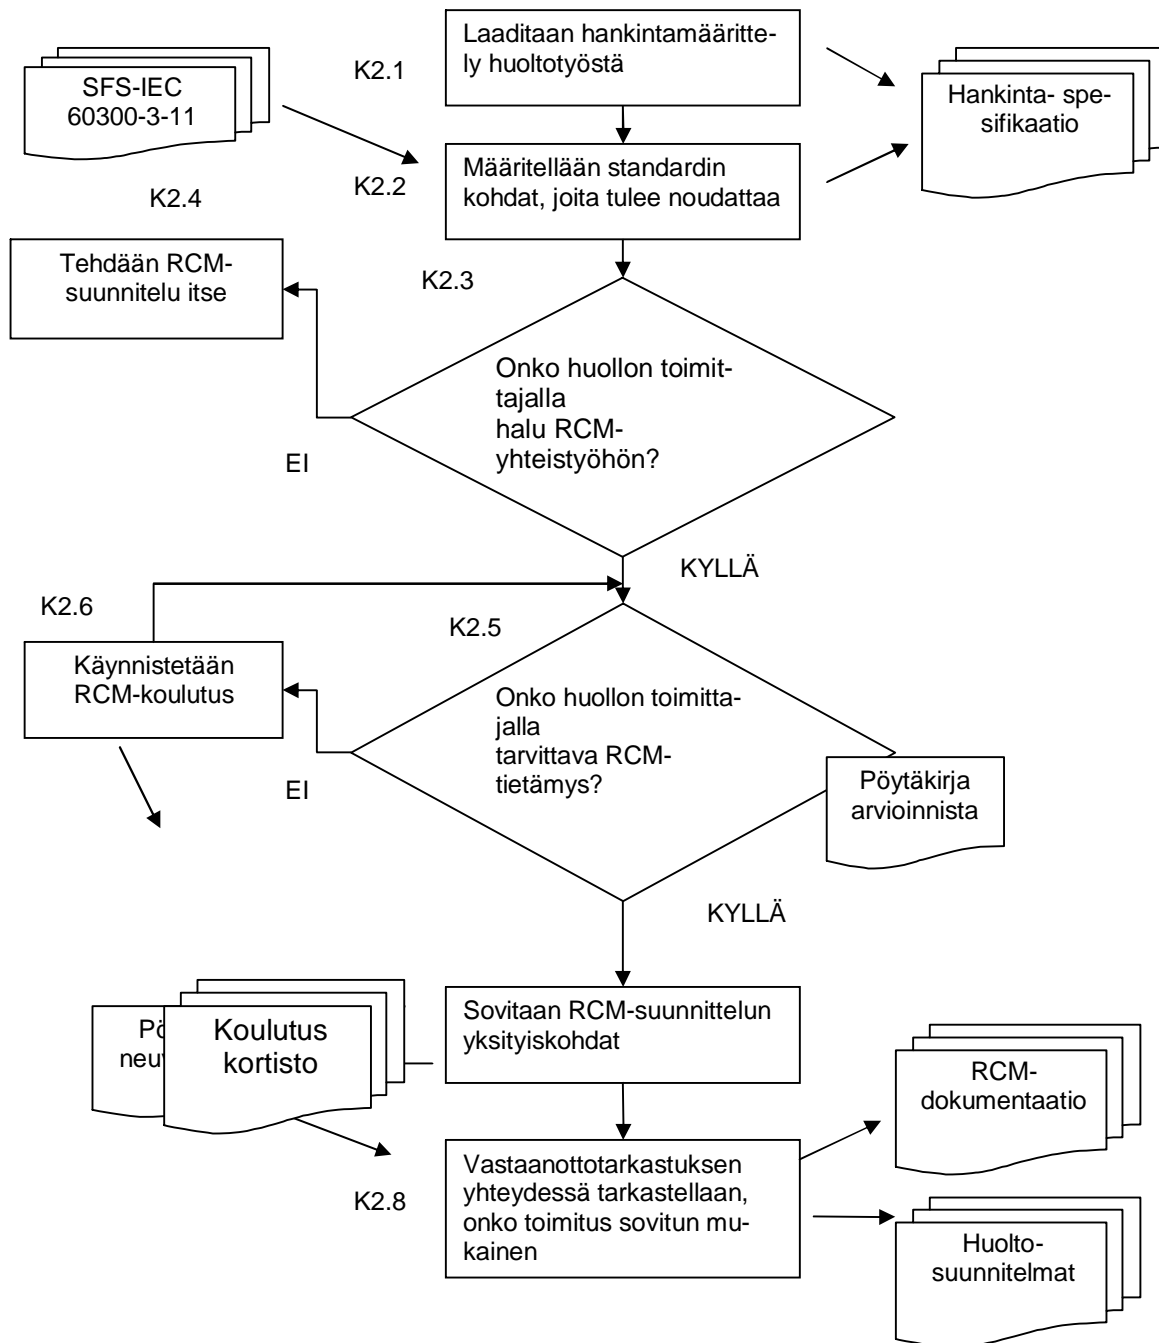 Laaditaan hankintamääritte-
ly huoltotyöstä
K2.1
SFS-IEC
60300-3-11
Hankinta- spe-
sifikaatio
Määritellään standardin
kohdat, joita tulee noudattaa
K2.2
K2.4
Tehdään RCM-
suunnitelu itse
K2.3
Onko huollon toimit-
tajalla
halu RCM-
yhteistyöhön?
EI
KYLLÄ
K2.6
K2.5
Käynnistetään
RCM-koulutus
Onko huollon toimitta-
jalla
tarvittava RCM-
tietämys?
EI
Pöytäkirja
arvioinnista
KYLLÄ
Sovitaan RCM-suunnittelun
yksityiskohdat
Koulutus
kortisto
RCM-
dokumentaatio
Vastaanottotarkastuksen
yhteydessä tarkastellaan,
onko toimitus sovitun mu-
kainen
K2.8
Huolto-
suunnitelmat